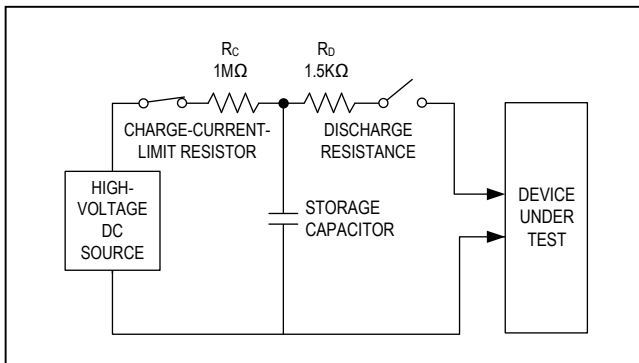 RC
1MΩ
RD
1.5KΩ
CHARGE-CURRENT-
LIMIT RESISTOR
DISCHARGE
RESISTANCE
HIGH-
VOLTAGE
DC
SOURCE
STORAGE
CAPACITOR
DEVICE
UNDER
TEST